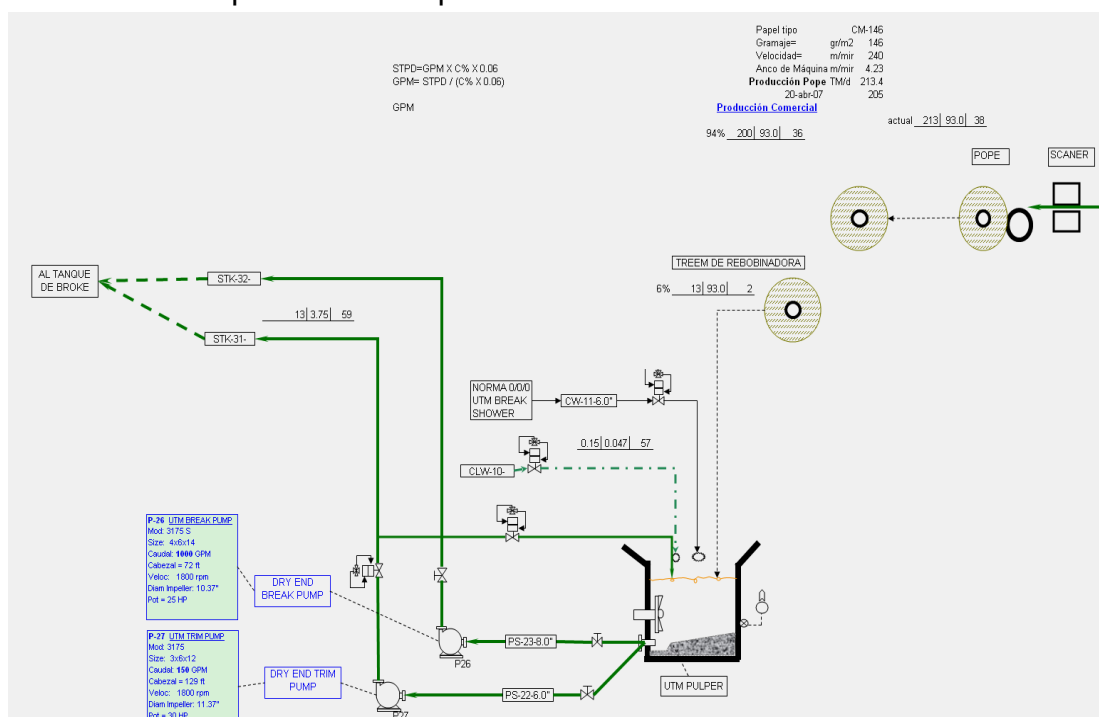 Papel tipo CM-146
Gramaje= gr/m2 146
Velocidad= m/mir 240
Anco de Máquina m/mir 4.23
Producción Pope TM/d 213.4
20-abr-07 205
Producción Comercial
STPD=GPM X C% X 0.06
GPM= STPD / (C% X 0.06)
GPM
actual 213| 93.0| 38
94% 200| 93.0| 36
POPE
SCANER
TREEM DE REBOBINADORA
6% 13| 93.0| 2
AL TANQUE
DE BROKE
STK-32-
13| 3.75| 59
STK-31-
NORMA 0/0/0
UTM BREAK
SHOWER
CW-11-6.0"
0.15| 0.047| 57
CLW-10-
P-26 UTM BREAK PUMP
Mod: 3175 S
Size: 4x6x14
Caudal: 1000 GPM
Cabezal = 72 ft
Veloc: 1800 rpm
Diam Impeller: 10.37"
Pot = 25 HP
DRY END
BREAK PUMP
P26
PS-23-8.0"
P-27 UTM TRIM PUMP
Mod: 3175
Size: 3x6x12
Caudal: 150 GPM
Cabezal = 129 ft
Veloc: 1800 rpm
Diam Impeller: 11.37"
Pot = 30 HP
DRY END TRIM
PUMP
P27
PS-22-6.0"
UTM PULPER